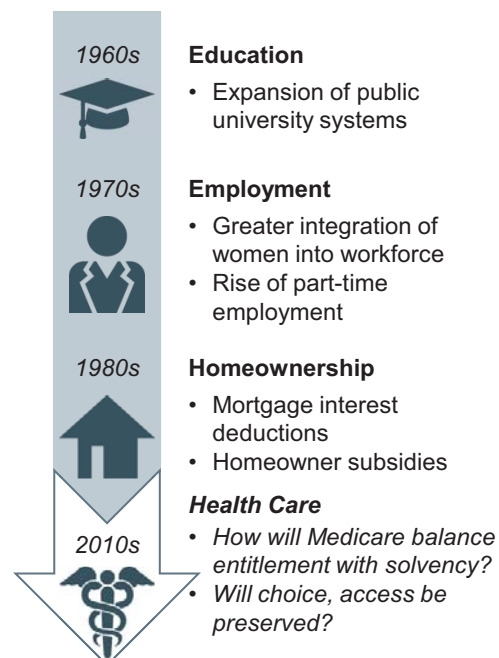 1960s
Education
• Expansion of public
university systems
1970s
Employment
• Greater integration of
women into workforce
• Rise of part-time
employment
1980s
Homeownership
• Mortgage interest
deductions
• Homeowner subsidies
2010s
Health Care
• How will Medicare balance
entitlement with solvency?
• Will choice, access be
preserved?